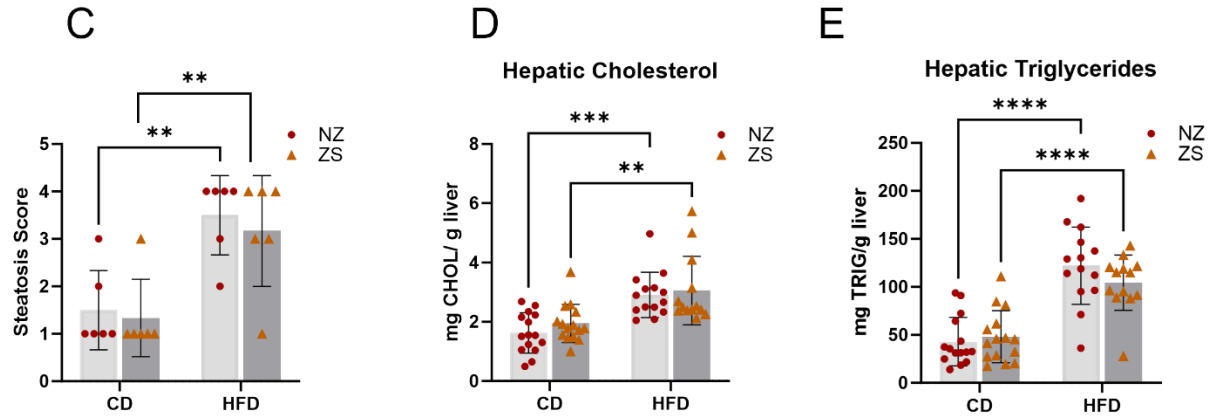 C
**
**
NZ
ZS
Steatosis Score
5
4
3
2
1
0
CD
HFD
D
Hepatic Cholesterol
***
**
NZ
ZS
mg CHOL/ g liver
8
6
4
2
0
CD
HFD
E
Hepatic Triglycerides
****
****
NZ
ZS
mg TRIG/g liver
250
200
150
100
50
0
CD
HFD